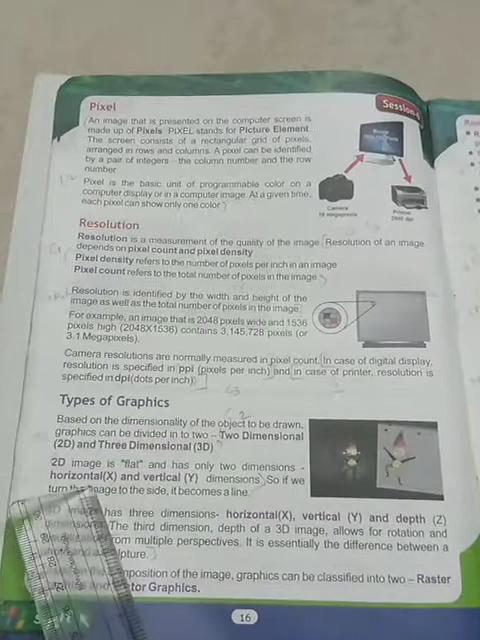 Pixel
Session-
An image that is presented on the computer screen is
made up of Pixels. PIXEL stands for Picture Element.
The screen consists of a rectangular grid of pixels,
arranged in rows and columns. A pixel can be identified
by a pair of integers - the column number and the row
number
Pixel is the basic unit of programmable color on a
computer display or in a computer image. At a given time,
each pixel can show only one color
Camera
Printer
Resolution
Resolution is a measurement of the quality of the image. Resolution of an image
depends on pixel count and pixel density
Pixel density refers to the number of pixels per inch in an image
Pixel count refers to the total number of pixels in the image
Resolution is identified by the width and height of the
image as well as the total number of pixels in the image.
For example, an image that is 2048 pixels wide and 1536
pixels high (2048X1536) contains 3,145,728 pixels (or
3.1 Megapixels).
Camera resolutions are normally measured in pixel count. In case of digital display,
resolution is specified in ppi (pixels per inch) and in case of printer, resolution is
specified in dpi(dots per inch)
Types of Graphics
Based on the dimensionality of the object to be drawn,
graphics can be divided in to two – Two Dimensional
(2D) and Three Dimensional (3D)
2D image is "flat" and has only two dimensions -
horizontal(X) and vertical (Y) dimensions. So if we
turn the image to the side, it becomes a line.
has three dimensions- horizontal(X), vertical (Y) and depth (Z)
The third dimension, depth of a 3D image, allows for rotation and
from multiple perspectives. It is essentially the difference between a
position of the image, graphics can be classified into two – Raster
Graphics.
16